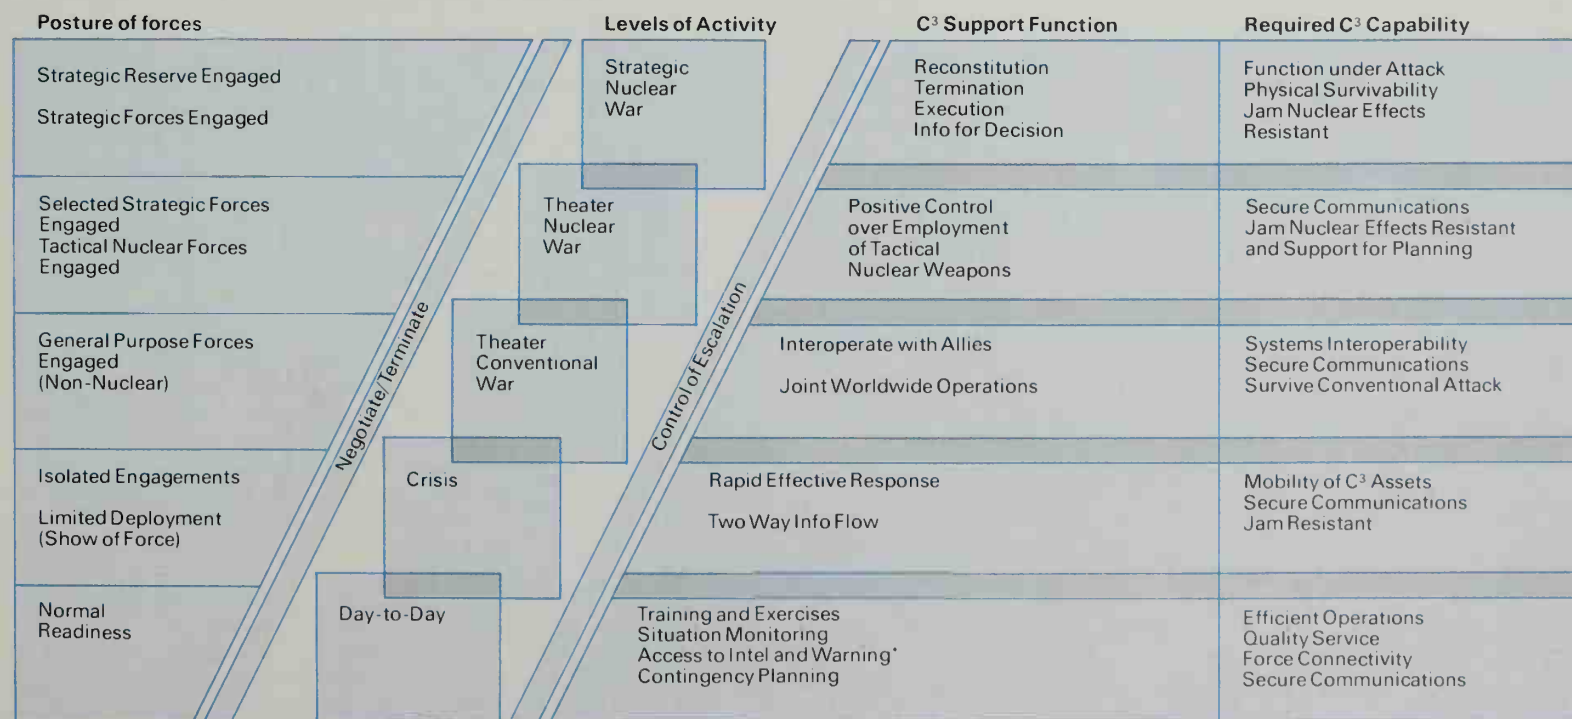 Posture of forces
Levels of Activity
C³ Support Function
Required C³ Capability
Strategic Reserve Engaged
Strategic Forces Engaged
Strategic
Nuclear
War
Reconstitution
Termination
Execution
Info for Decision
Function under Attack
Physical Survivability
Jam Nuclear Effects
Resistant
Selected Strategic Forces
Engaged
Tactical Nuclear Forces
Engaged
Theater
Nuclear
War
Positive Control
over Employment
of Tactical
Nuclear Weapons
Secure Communications
Jam Nuclear Effects Resistant
and Support for Planning
Negotiate/Terminate
Control of Escalation
General Purpose Forces
Engaged
(Non-Nuclear)
Theater
Conventional
War
Interoperate with Allies
Joint Worldwide Operations
Systems Interoperability
Secure Communications
Survive Conventional Attack
Isolated Engagements
Limited Deployment
(Show of Force)
Crisis
Rapid Effective Response
Two Way Info Flow
Mobility of C³ Assets
Secure Communications
Jam Resistant
Normal
Readiness
Day-to-Day
Training and Exercises
Situation Monitoring
Access to Intel and Warning*
Contingency Planning
Efficient Operations
Quality Service
Force Connectivity
Secure Communications